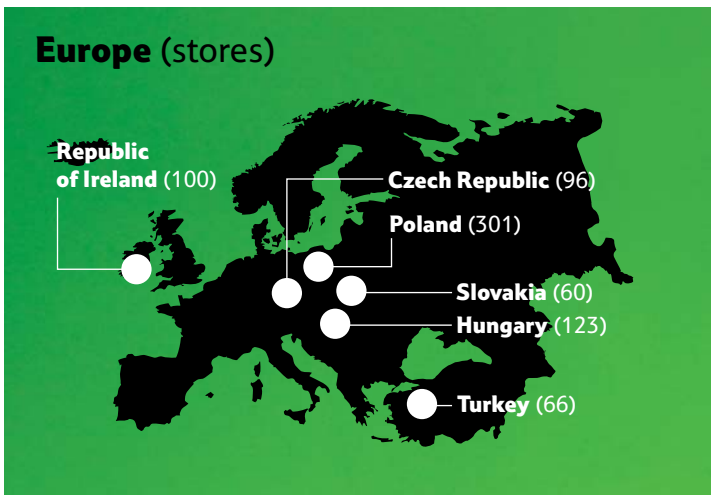 Europe (stores)
Republic
of Ireland (100)
Czech Republic (96)
Poland (301)
Slovakia (60)
Hungary (123)
Turkey (66)